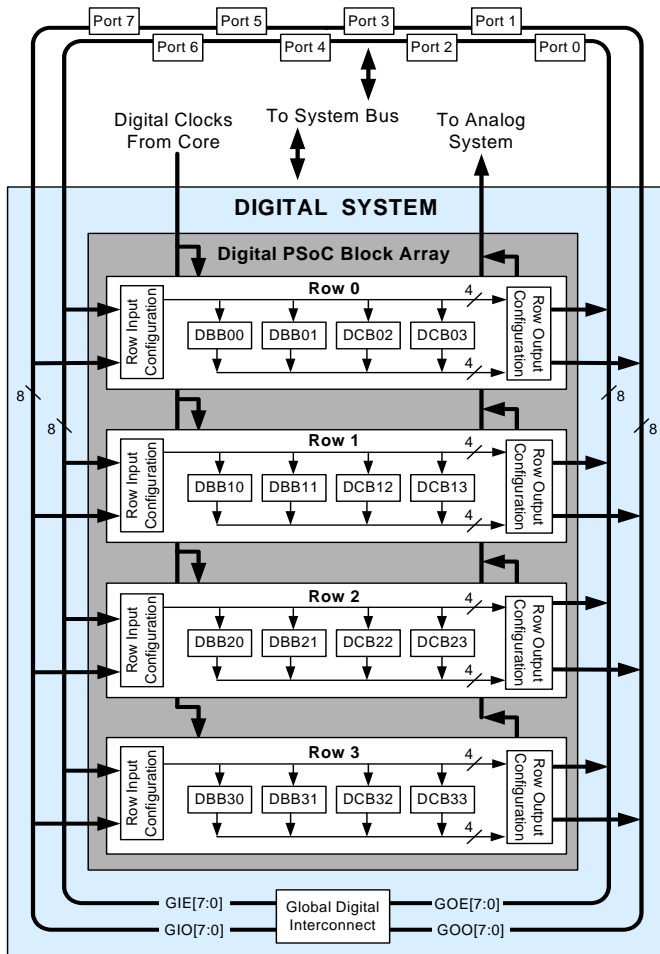 Port 7
Port 5
Port 3
Port 1
Port 6
Port 4
Port 2
Port 0
Digital Clocks
From Core
To System Bus
To Analog
System
DIGITAL SYSTEM
Digital PSoC Block Array
Row 0
Row Input
Configuration
4
DBB00
DBB01
DCB02
DCB03
4
Row Output
Configuration
8
8
8
8
Row 1
Row Input
Configuration
4
DBB10
DBB11
DCB12
DCB13
4
Row Output
Configuration
Row 2
Row Input
Configuration
4
DBB20
DBB21
DCB22
DCB23
4
Row Output
Configuration
Row 3
Row Input
Configuration
4
DBB30
DBB31
DCB32
DCB33
4
Row Output
Configuration
GIE[7:0]
GIO[7:0]
Global Digital
Interconnect
GOE[7:0]
GOO[7:0]